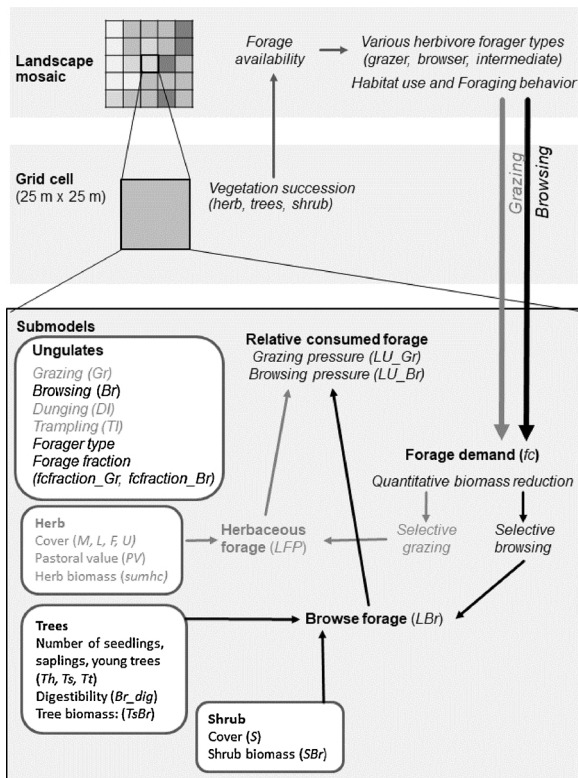 Landscape
mosaic
Forage
availability
Various herbivore forager types
(grazer, browser, intermediate)
Habitat use and Foraging behavior
Grid cell
(25 m x 25 m)
Vegetation succession
(herb, trees, shrub)
Grazing
Browsing
Submodels
Ungulates
Grazing (Gr)
Browsing (Br)
Dunging (DI)
Trampling (TI)
Forager type
Forage fraction
(fcfraction_Gr, fcfraction_Br)
Relative consumed forage
Grazing pressure (LU_Gr)
Browsing pressure (LU_Br)
Forage demand (fc)
Quantitative biomass reduction
Herb
Cover (M, L, F, U)
Pastoral value (PV)
Herb biomass (sumhc)
Herbaceous
forage (LFP)
Selective
grazing
Selective
browsing
Trees
Number of seedlings,
saplings, young trees
(Th, Ts, Tt)
Digestibility (Br_dig)
Tree biomass: (TsBr)
Browse forage (LBr)
Shrub
Cover (S)
Shrub biomass (SBr)